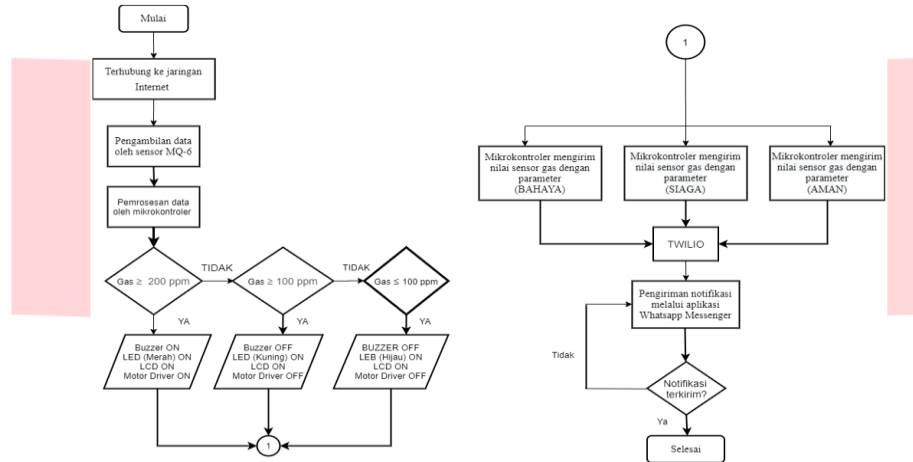 Mulai
Terhubung ke jaringan
Internet
Pengambilan data
oleh sensor MQ-6
Pemrosesan data
oleh mikrokontroler
Gas ≥ 200 ppm
TIDAK
Gas ≥ 100 ppm
TIDAK
Gas ≤ 100 ppm
YA
YA
YA
Buzzer ON
LED (Merah) ON
LCD ON
Motor Driver ON
Buzzer OFF
LED (Kuning) ON
LCD ON
Motor Driver OFF
BUZZER OFF
LEB (Hijau) ON
LCD ON
Motor Driver OFF
1
1
Mikrokontroler mengirim
nilai sensor gas dengan
parameter
(BAHAYA)
Mikrokontroler mengirim
nilai sensor gas dengan
parameter
(SIAGA)
Mikrokontroler mengirim
nilai sensor gas dengan
parameter
(AMAN)
TWILIO
Pengiriman notifikasi
melalui aplikasi
Whatsapp Messenger
Tidak
Notifikasi
terkirim?
Ya
Selesai